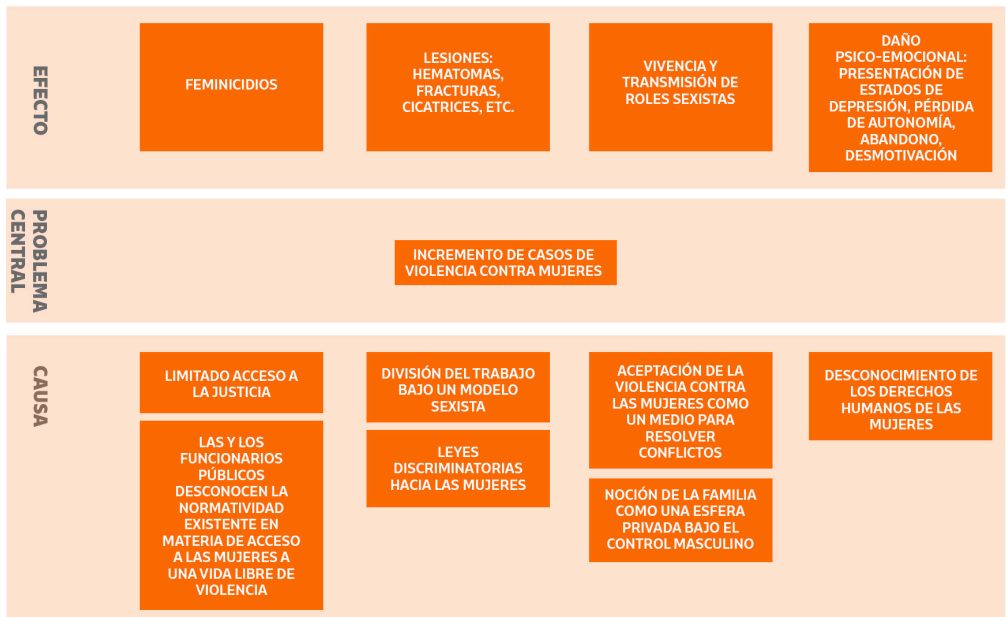 EFECTO
FEMINICIDIOS
LESIONES:
HEMATOMAS,
FRACTURAS,
CICATRICES, ETC.
VIVENCIA Y
TRANSMISIÓN DE
ROLES SEXISTAS
DAÑO
PSICO-EMOCIONAL:
PRESENTACIÓN DE
ESTADOS DE
DEPRESIÓN, PÉRDIDA
DE AUTONOMÍA,
ABANDONO,
DESMOTIVACIÓN
PROBLEMA
CENTRAL
INCREMENTO DE CASOS DE
VIOLENCIA CONTRA MUJERES
CAUSA
LIMITADO ACCESO A
LA JUSTICIA
LAS Y LOS
FUNCIONARIOS
PÚBLICOS
DESCONOCEN LA
NORMATIVIDAD
EXISTENTE EN
MATERIA DE ACCESO
A LAS MUJERES A
UNA VIDA LIBRE DE
VIOLENCIA
DIVISIÓN DEL TRABAJO
BAJO UN MODELO
SEXISTA
LEYES
DISCRIMINATORIAS
HACIA LAS MUJERES
ACEPTACIÓN DE LA
VIOLENCIA CONTRA
LAS MUJERES COMO
UN MEDIO PARA
RESOLVER
CONFLICTOS
NOCIÓN DE LA FAMILIA
COMO UNA ESFERA
PRIVADA BAJO EL
CONTROL MASCULINO
DESCONOCIMIENTO DE
LOS DERECHOS
HUMANOS DE LAS
MUJERES